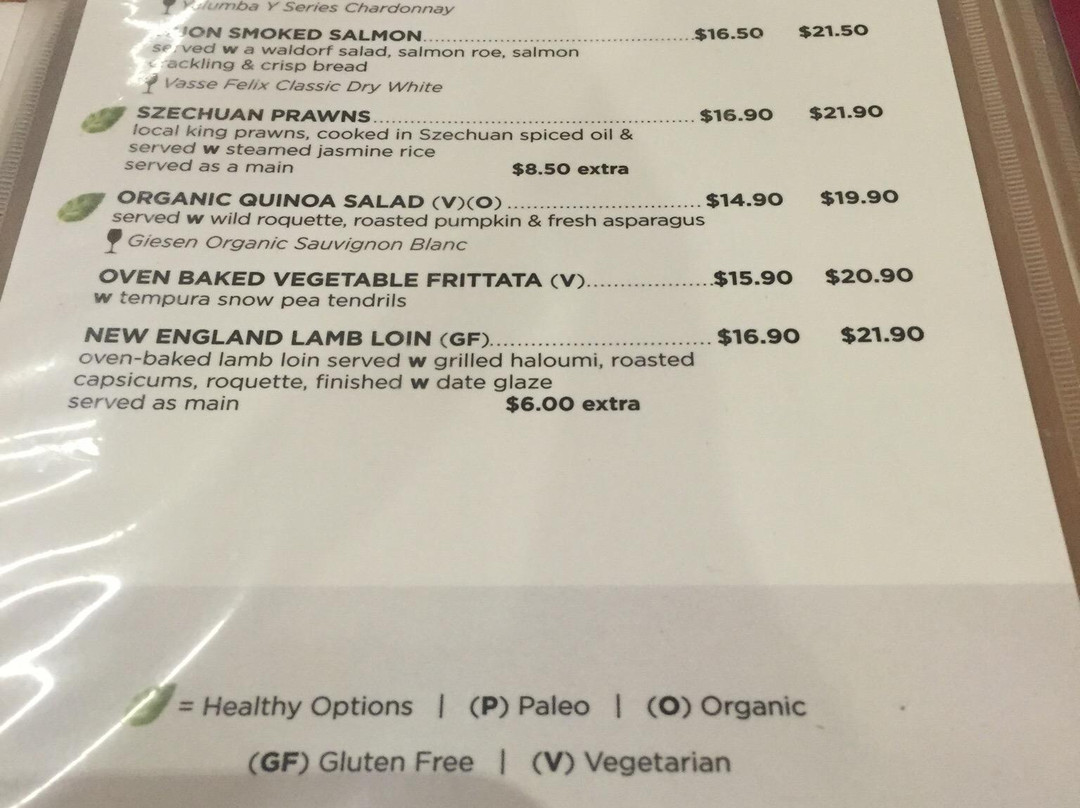 Y Series Chardonnay
SMOKED SALMON $16.50 $21.50
served w a waldorf salad, salmon roe, salmon
& crisp bread
Vasse Felix Classic Dry White
SZECHUAN PRAWNS $16.90 $21.90
local king prawns, cooked in Szechuan spiced oil &
served w steamed jasmine rice
served as a main $8.50 extra
ORGANIC QUINOA SALAD (V)(O) $14.90 $19.90
served w wild roquette, roasted pumpkin & fresh asparagus
Giesen Organic Sauvignon Blanc
OVEN BAKED VEGETABLE FRITTATA (V) $15.90 $20.90
w tempura snow pea tendrils
NEW ENGLAND LAMB LOIN (GF) $16.90 $21.90
oven-baked lamb loin served w grilled haloumi, roasted
capsicums, roquette, finished w date glaze
served as main $6.00 extra
= Healthy Options | (P) Paleo | (O) Organic
(GF) Gluten Free | (V) Vegetarian